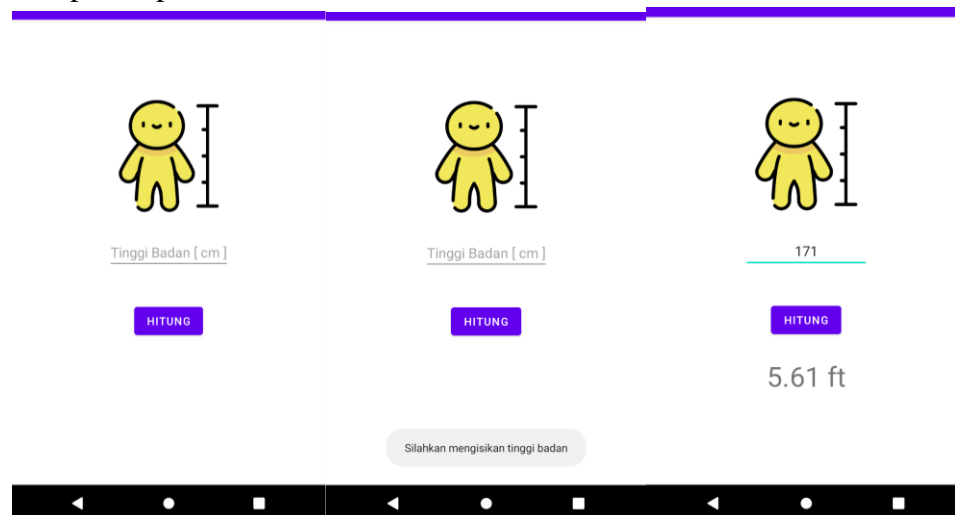 Tinggi Badan [ cm ]
HITUNG
Tinggi Badan [ cm ]
HITUNG
Silahkan mengisikan tinggi badan
171
HITUNG
5.61 ft